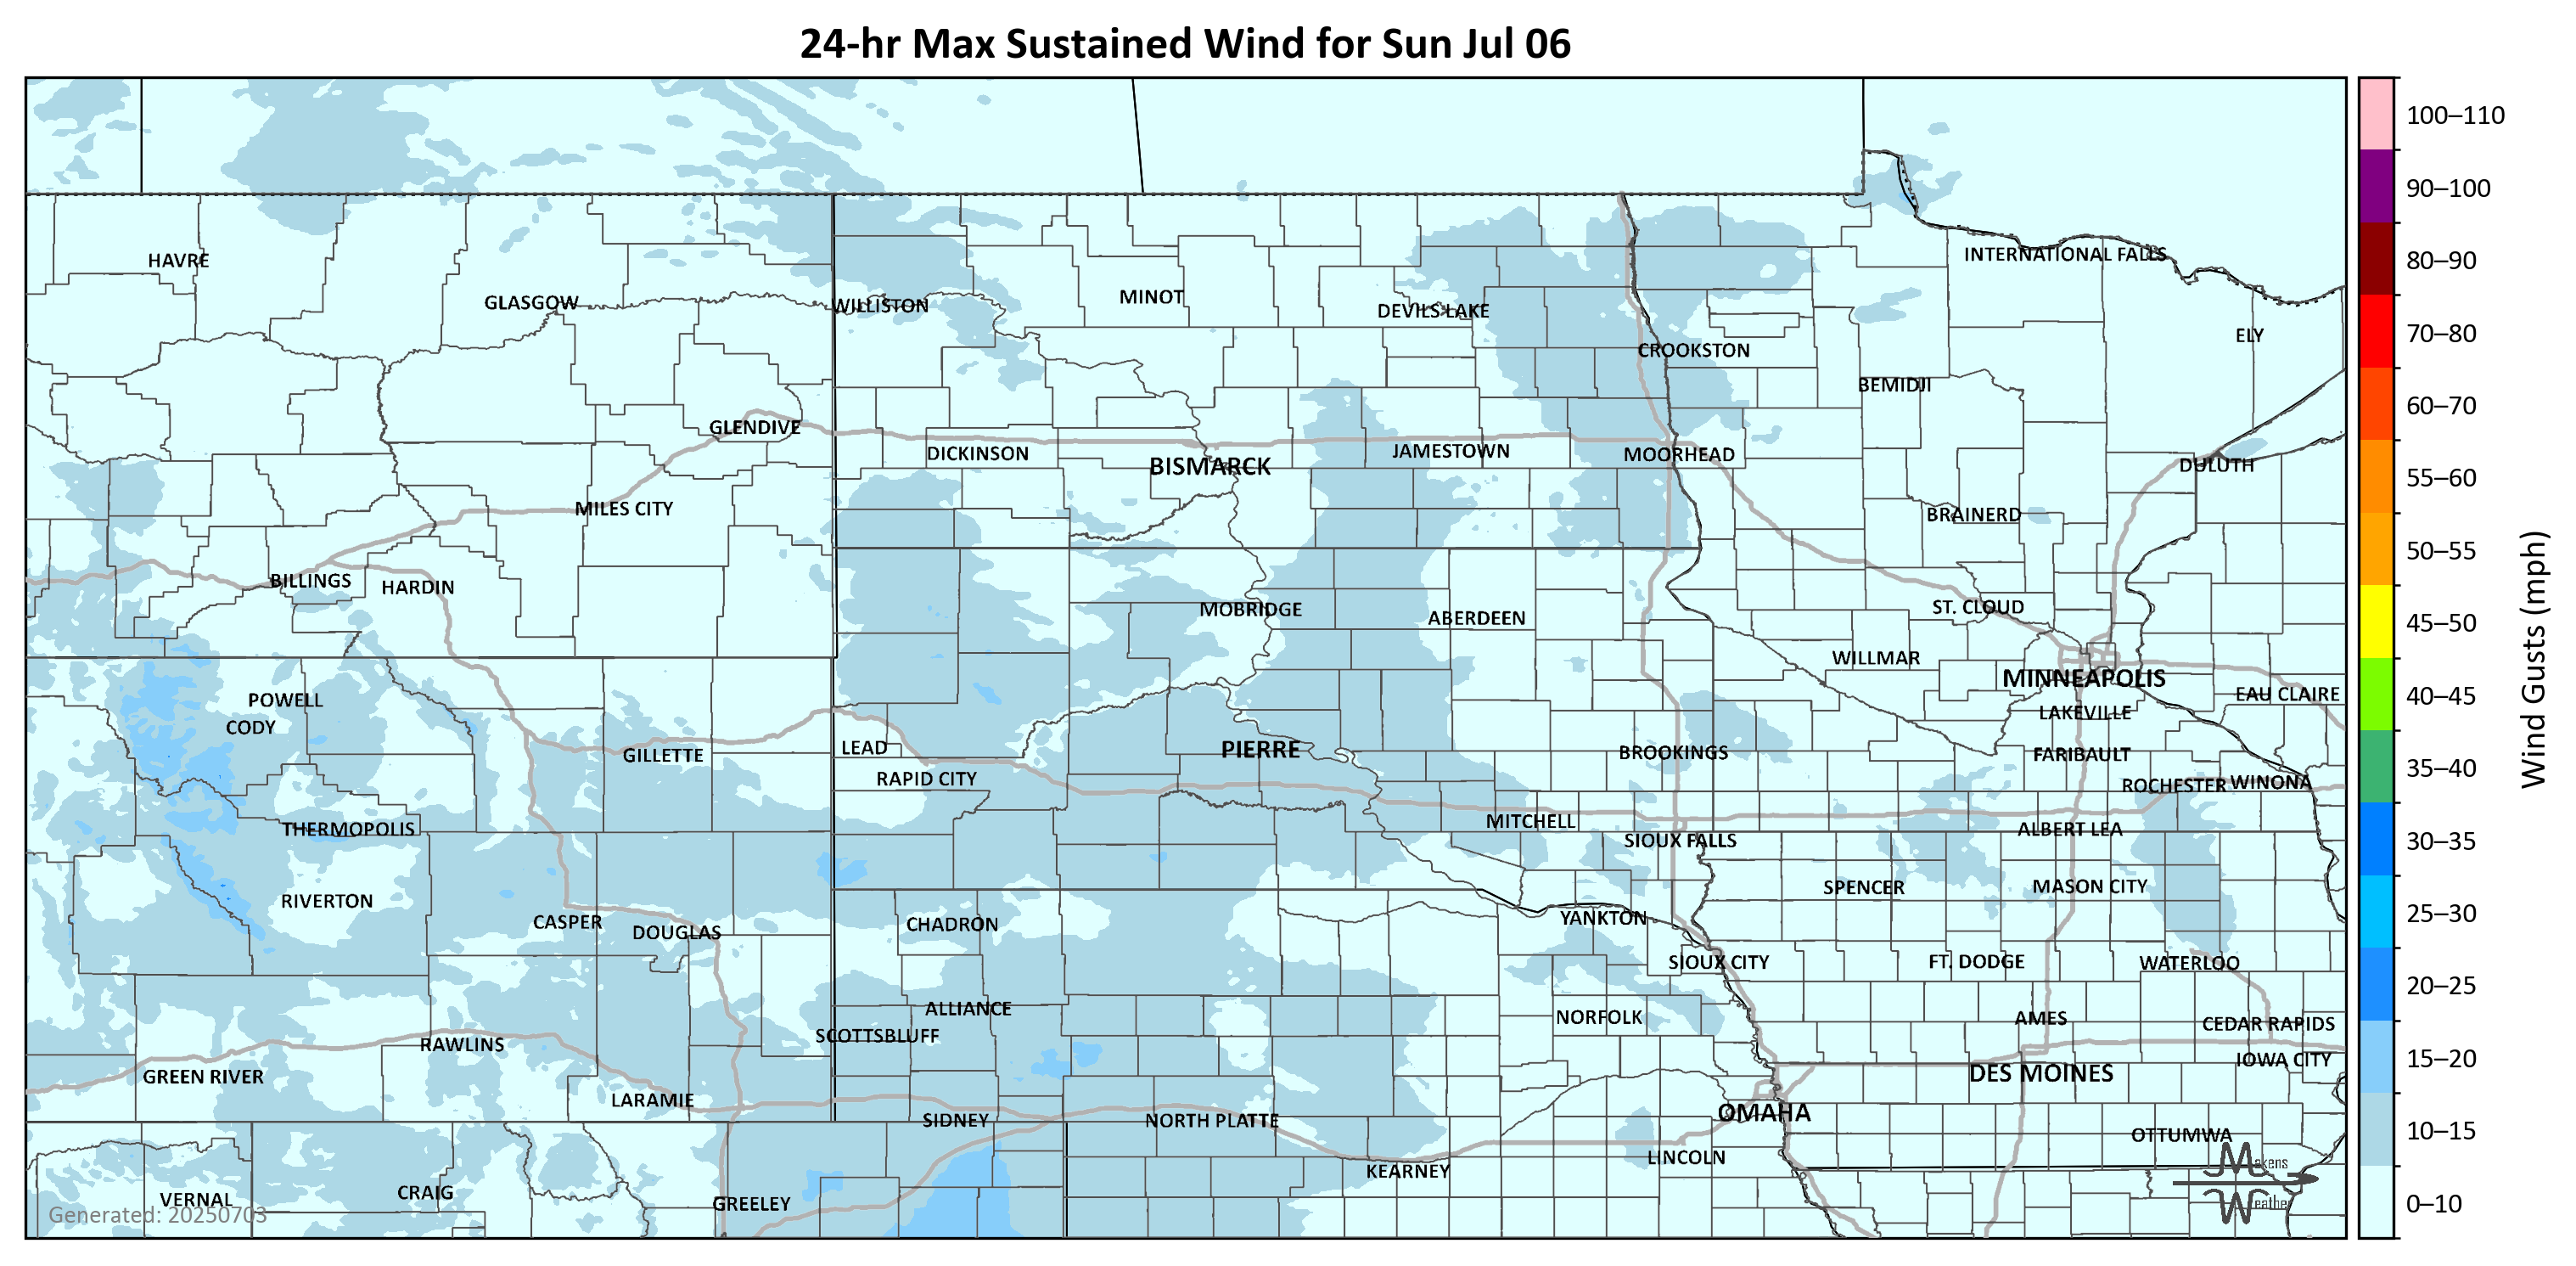 24-hr Max Sustained Wind for Sun Jul 06
HAVRE
GLASGOW
WILLISTON
MINOT
DEVILS LAKE
INTERNATIONAL FALLS
ELY
CROOKSTON
BEMIDJI
GLENDIVE
DICKINSON
BISMARCK
JAMESTOWN
MOORHEAD
DULUTH
MILES CITY
BRAINERD
BILLINGS
HARDIN
MOBRIDGE
ABERDEEN
ST. CLOUD
WILLMAR
MINNEAPOLIS
EAU CLAIRE
POWELL
CODY
LAKEVILLE
GILLETTE
LEAD
PIERRE
BROOKINGS
FARIBAULT
RAPID CITY
ROCHESTER
WINONA
THERMOPOLIS
MITCHELL
ALBERT LEA
SIOUX FALLS
RIVERTON
SPENCER
MASON CITY
CASPER
DOUGLAS
CHADRON
YANKTON
SIOUX CITY
FT. DODGE
WATERLOO
ALLIANCE
NORFOLK
AMES
CEDAR RAPIDS
SCOTTSBLUFF
RAWLINS
IOWA CITY
GREEN RIVER
DES MOINES
LARAMIE
SIDNEY
NORTH PLATTE
OMAHA
OTTUMWA
LINCOLN
KEARNEY
VERNAL
CRAIG
GREELEY
Generated: 20250703
Makens
Weather
100–110
90–100
80–90
70–80
60–70
55–60
50–55
45–50
40–45
35–40
30–35
25–30
20–25
15–20
10–15
0–10
Wind Gusts (mph)